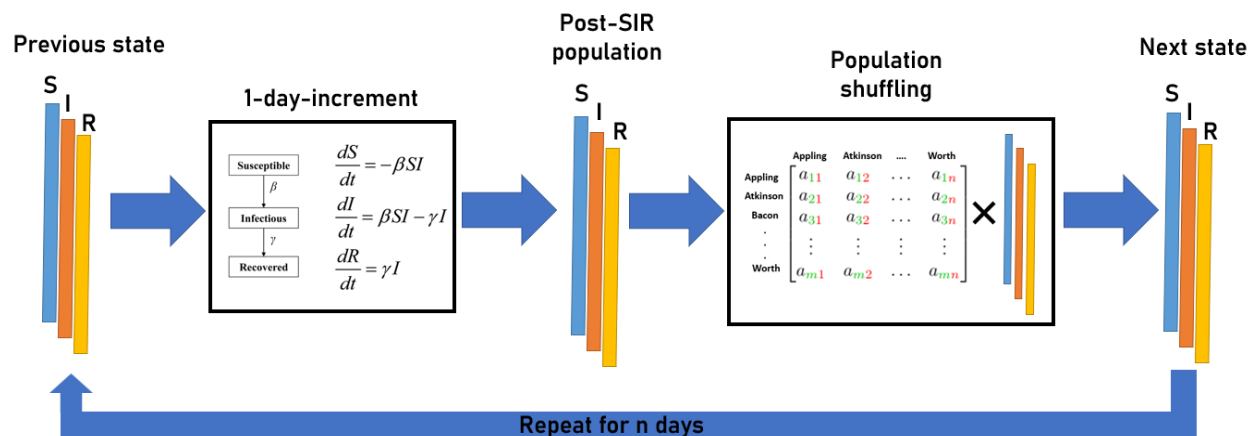 Previous state
S
I
R
1-day-increment
Susceptible
β
Infectious
γ
Recovered
dS/dt = −βSI
dI/dt = βSI − γI
dR/dt = γI
Post-SIR
population
S
I
R
Population
shuffling
Appling Atkinson .... Worth
Appling a11 a12 ... a1n
Atkinson a21 a22 ... a2n
Bacon a31 a32 ... a3n
. ⋮ ⋮ ⋮ ⋮
.
.
Worth am1 am2 ... amn
×
Next state
S
I
R
Repeat for n days